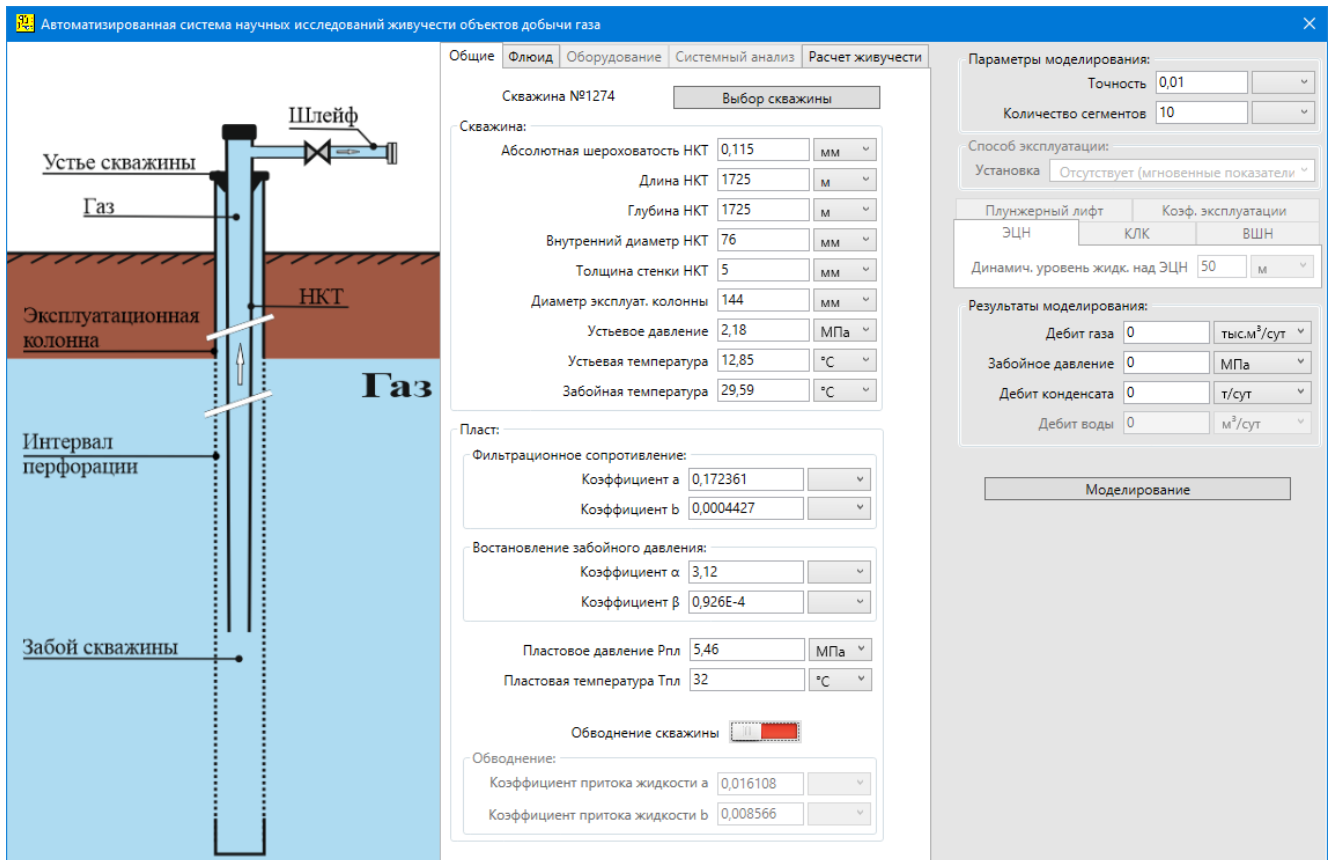 Автоматизированная система научных исследований живучести объектов добычи газа
Шлейф
Устье скважины
Газ
НКТ
Эксплуатационная
колонна
Газ
Интервал
перфорации
Забой скважины
Общие Флюид Оборудование Системный анализ Расчет живучести
Скважина №1274 Выбор скважины
Скважина:
Абсолютная шероховатость НКТ 0,115 мм
Длина НКТ 1725 м
Глубина НКТ 1725 м
Внутренний диаметр НКТ 76 мм
Толщина стенки НКТ 5 мм
Диаметр эксплуат. колонны 144 мм
Устьевое давление 2,18 МПа
Устьевая температура 12,85 °C
Забойная температура 29,59 °C
Пласт:
Фильтрационное сопротивление:
Коэффициент a 0,172361
Коэффициент b 0,0004427
Востановление забойного давления:
Коэффициент α 3,12
Коэффициент β 0,926E-4
Пластовое давление Рпл 5,46 МПа
Пластовая температура Тпл 32 °C
Обводнение скважины
Обводнение:
Коэффициент притока жидкости a 0,016108
Коэффициент притока жидкости b 0,008566
Параметры моделирования:
Точность 0,01
Количество сегментов 10
Способ эксплуатации:
Установка Отсутствует (мгновенные показатели
Плунжерный лифт Коэф. эксплуатации
ЭЦН КЛК ВШН
Динамич. уровень жидк. над ЭЦН 50 м
Результаты моделирования:
Дебит газа 0 тыс.м³/сут
Забойное давление 0 МПа
Дебит конденсата 0 т/сут
Дебит воды 0 м³/сут
Моделирование